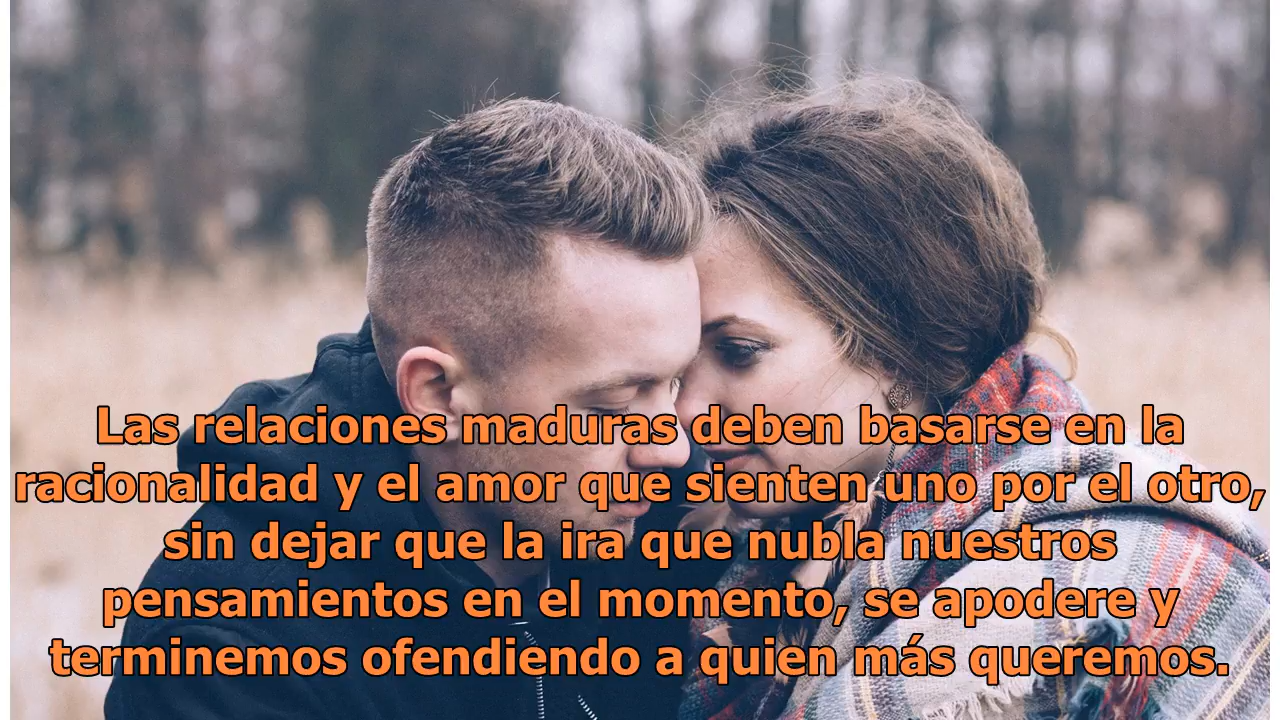 Las relaciones maduras deben basarse en la
racionalidad y el amor que sienten uno por el otro,
sin dejar que la ira que nubla nuestros
pensamientos en el momento, se apodere y
terminemos ofendiendo a quien más queremos.